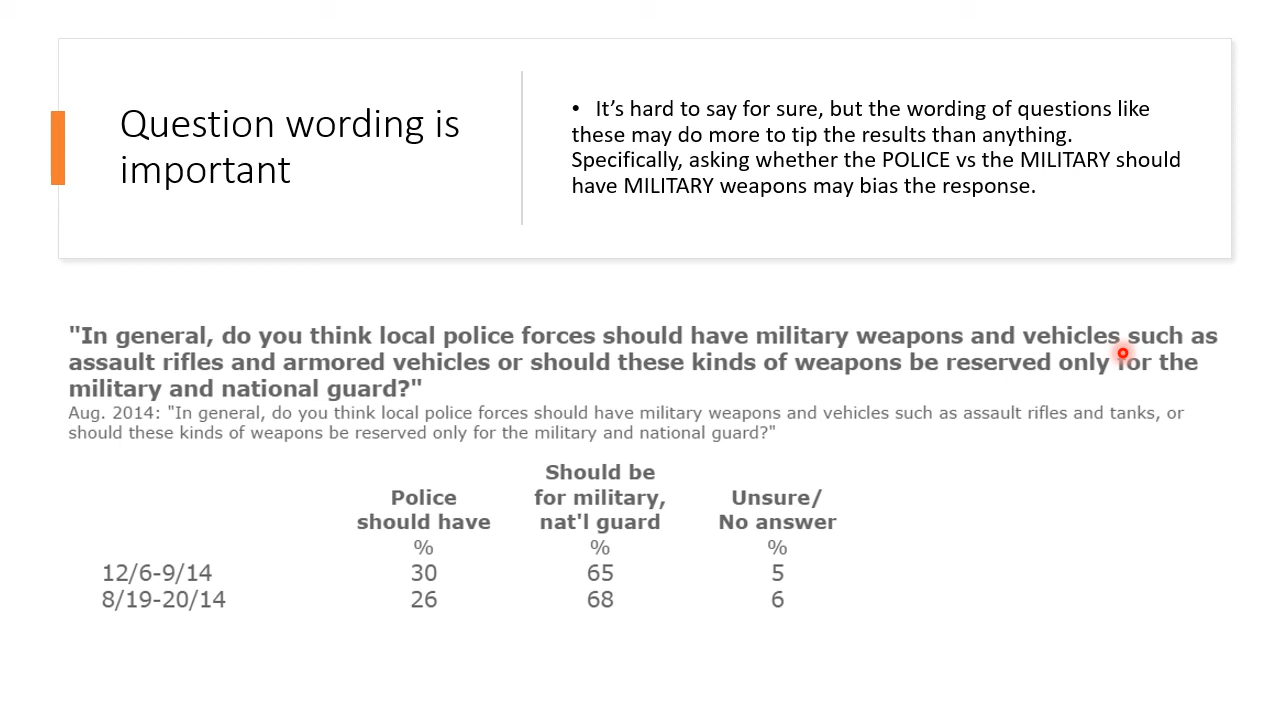 Question wording is
important
• It’s hard to say for sure, but the wording of questions like
these may do more to tip the results than anything.
Specifically, asking whether the POLICE vs the MILITARY should
have MILITARY weapons may bias the response.
"In general, do you think local police forces should have military weapons and vehicles such as
assault rifles and armored vehicles or should these kinds of weapons be reserved only for the
military and national guard?"
Aug. 2014: "In general, do you think local police forces should have military weapons and vehicles such as assault rifles and tanks, or
should these kinds of weapons be reserved only for the military and national guard?"
Should be
Police for military, Unsure/
should have nat'l guard No answer
% % %
12/6-9/14 30 65 5
8/19-20/14 26 68 6